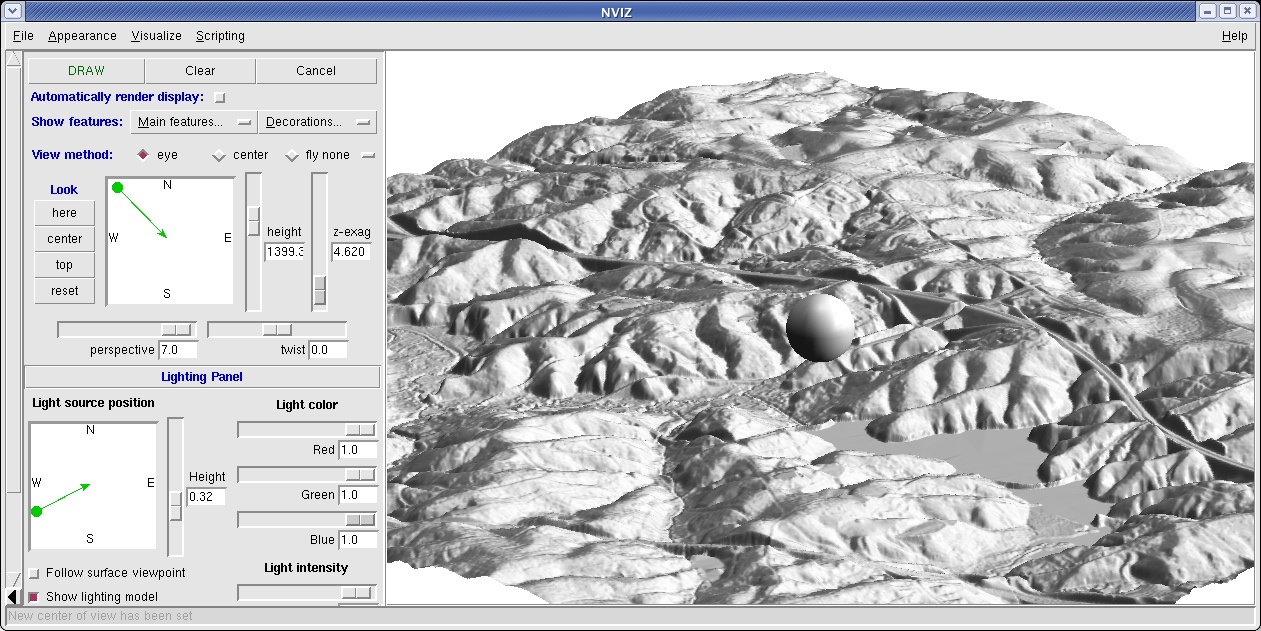 NVIZ
File Appearance Visualize Scripting Help
DRAW Clear Cancel
Automatically render display:
Show features: Main features... Decorations...
View method: eye center fly none
Look
here
center
top
reset
N
W E
S
height
1399.3
z-exag
4.620
perspective 7.0 twist 0.0
Lighting Panel
Light source position
N
W E
S
Height
0.32
Light color
Red 1.0
Green 1.0
Blue 1.0
Follow surface viewpoint
Show lighting model
Light intensity
New center of view has been set